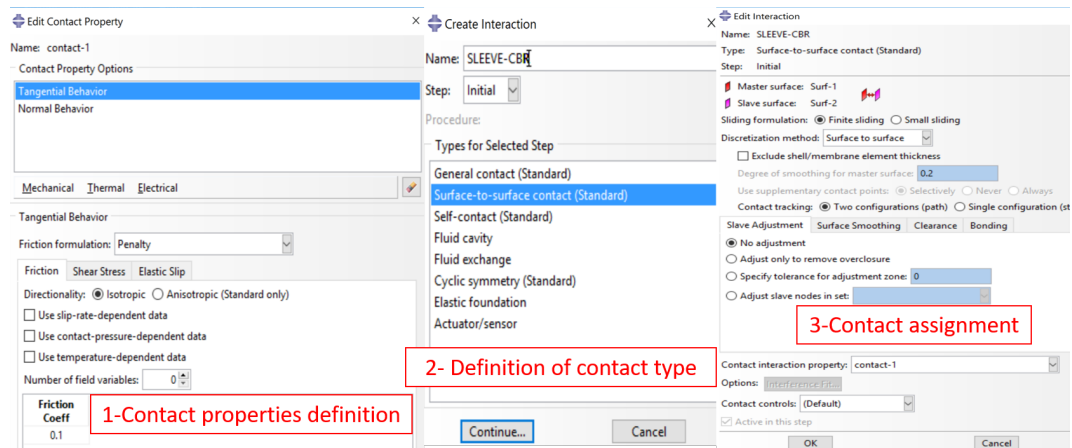 Edit Contact Property
Name: contact-1
Contact Property Options
Tangential Behavior
Normal Behavior
Mechanical Thermal Electrical
Tangential Behavior
Friction formulation: Penalty
Friction Shear Stress Elastic Slip
Directionality: Isotropic Anisotropic (Standard only)
Use slip-rate-dependent data
Use contact-pressure-dependent data
Use temperature-dependent data
Number of field variables: 0
Friction
Coeff
0.1
1-Contact properties definition
Create Interaction
Name: SLEEVE-CBR
Step: Initial
Procedure:
Types for Selected Step
General contact (Standard)
Surface-to-surface contact (Standard)
Self-contact (Standard)
Fluid cavity
Fluid exchange
Cyclic symmetry (Standard)
Elastic foundation
Actuator/sensor
2- Definition of contact type
Continue... Cancel
Edit Interaction
Name: SLEEVE-CBR
Type: Surface-to-surface contact (Standard)
Step: Initial
Master surface: Surf-1
Slave surface: Surf-2
Sliding formulation: Finite sliding Small sliding
Discretization method: Surface to surface
Exclude shell/membrane element thickness
Degree of smoothing for master surface: 0.2
Use supplementary contact points: Selectively Never Always
Contact tracking: Two configurations (path) Single configuration (st
Slave Adjustment Surface Smoothing Clearance Bonding
No adjustment
Adjust only to remove overclosure
Specify tolerance for adjustment zone: 0
Adjust slave nodes in set:
3-Contact assignment
Contact interaction property: contact-1
Options: Interference Fit...
Contact controls: (Default)
Active in this step
OK Cancel